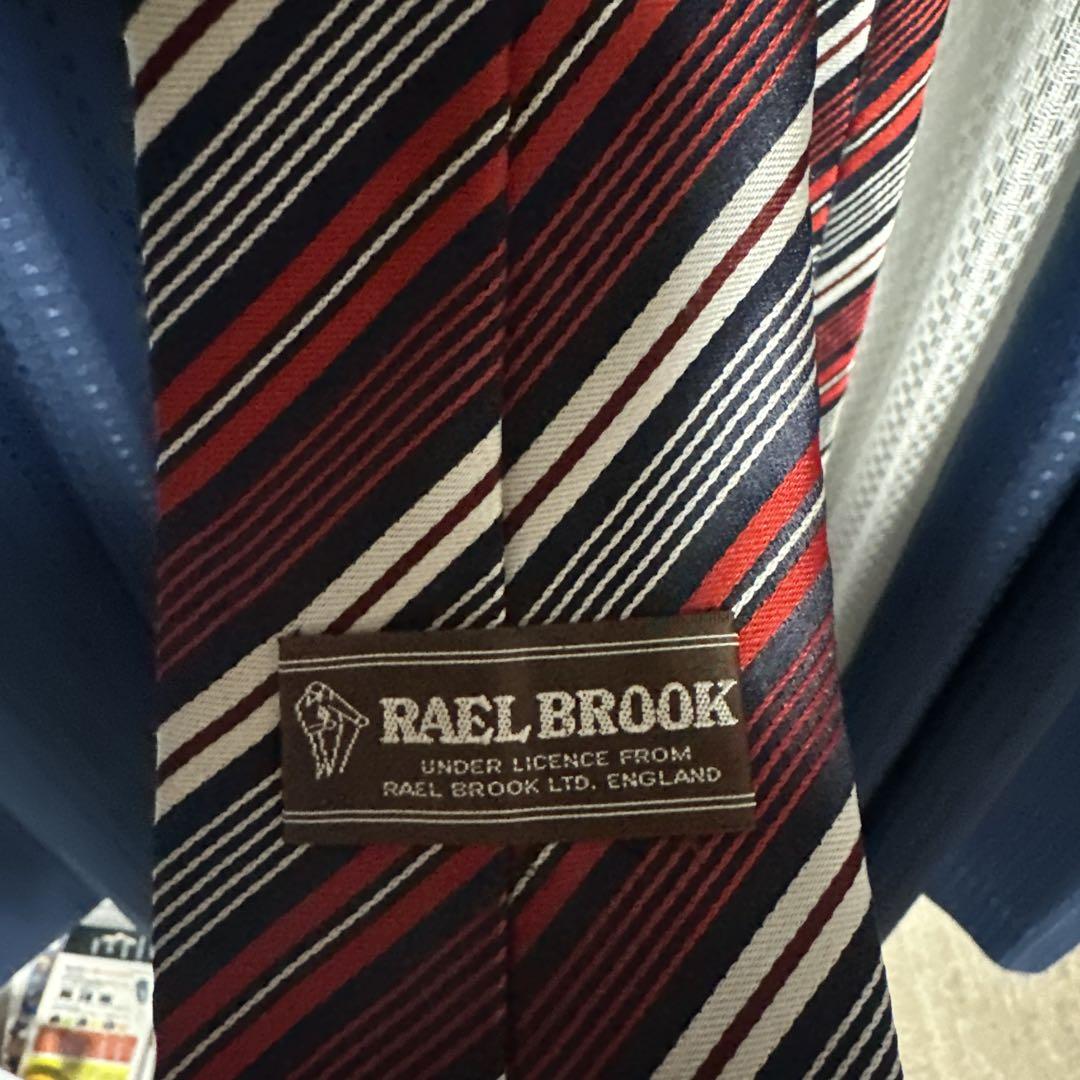 RAEL BROOK
UNDER LICENCE FROM
RAEL BROOK LTD. ENGLAND